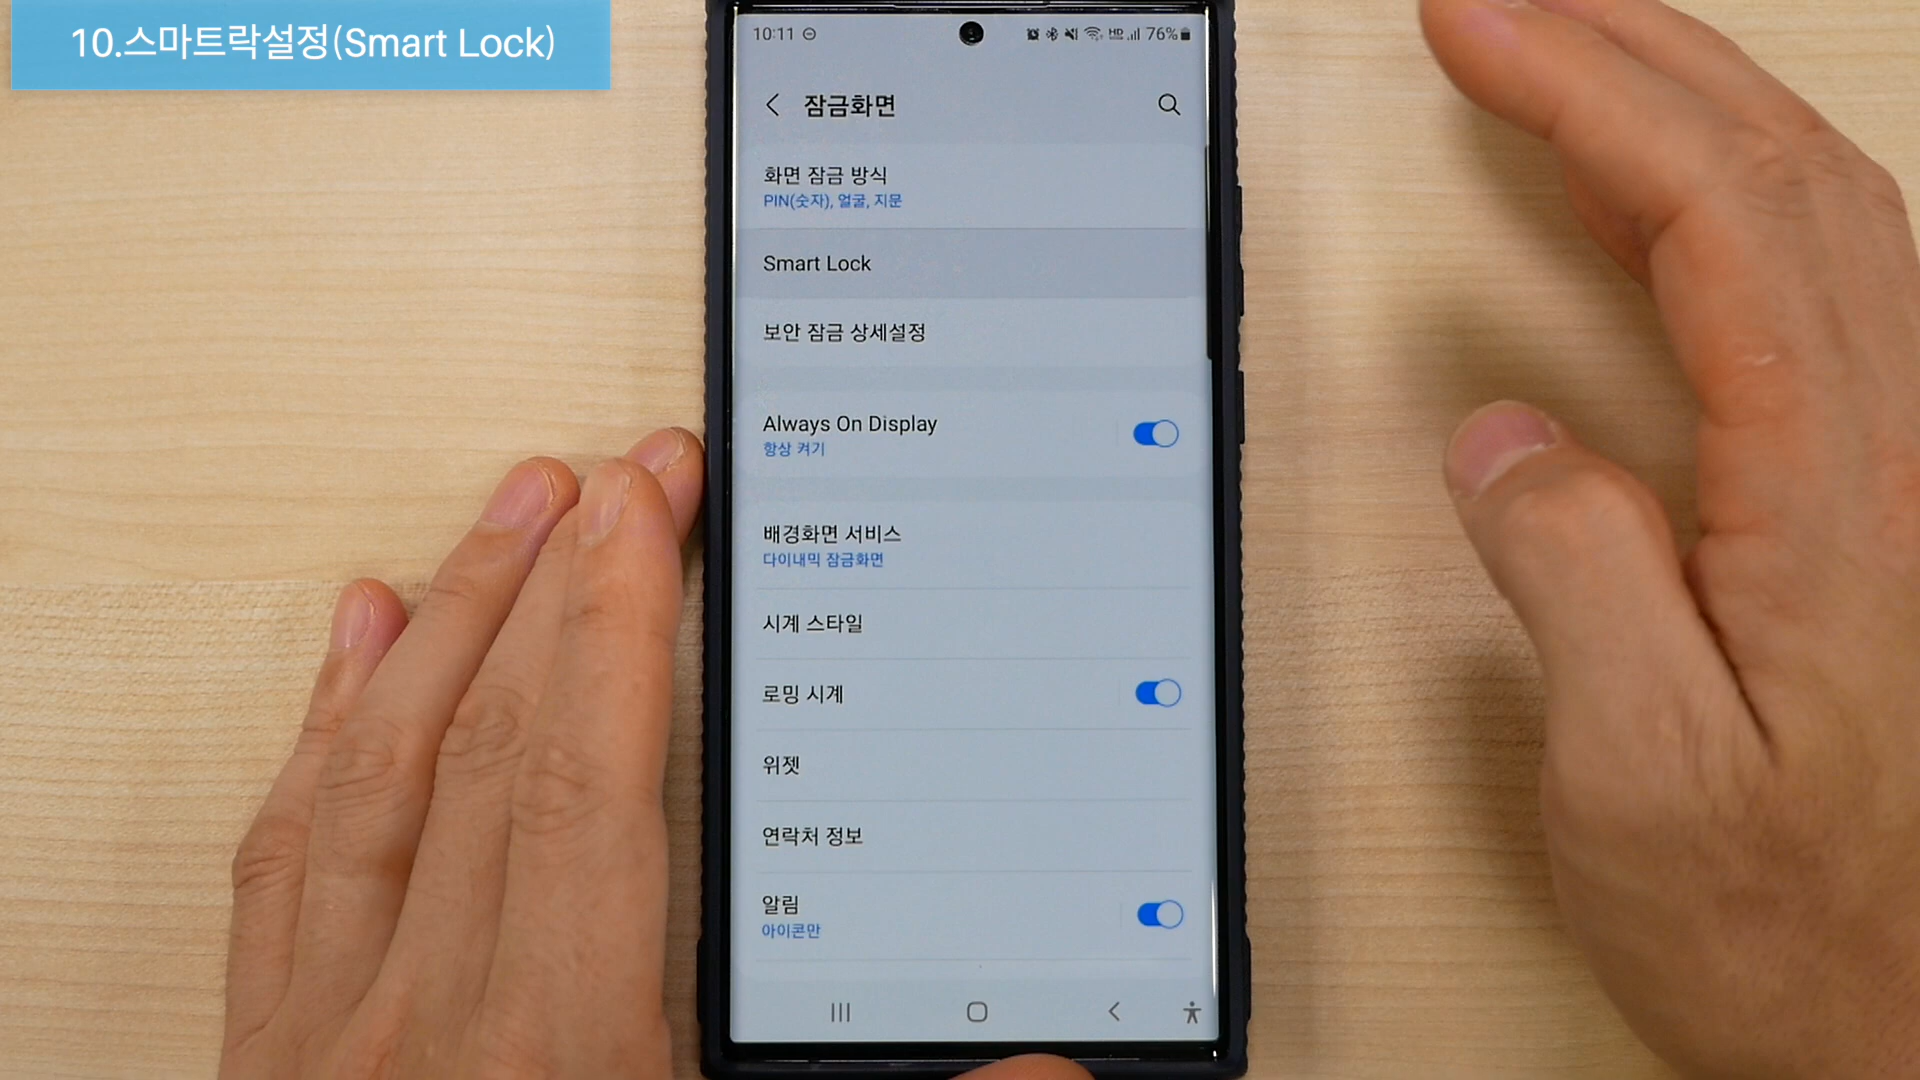 10.스마트락설정(Smart Lock)
10:11
HD
76%
잠금화면
화면 잠금 방식
PIN(숫자), 얼굴, 지문
Smart Lock
보안 잠금 상세설정
Always On Display
항상 켜기
배경화면 서비스
다이내믹 잠금화면
시계 스타일
로밍 시계
위젯
연락처 정보
알림
아이콘만